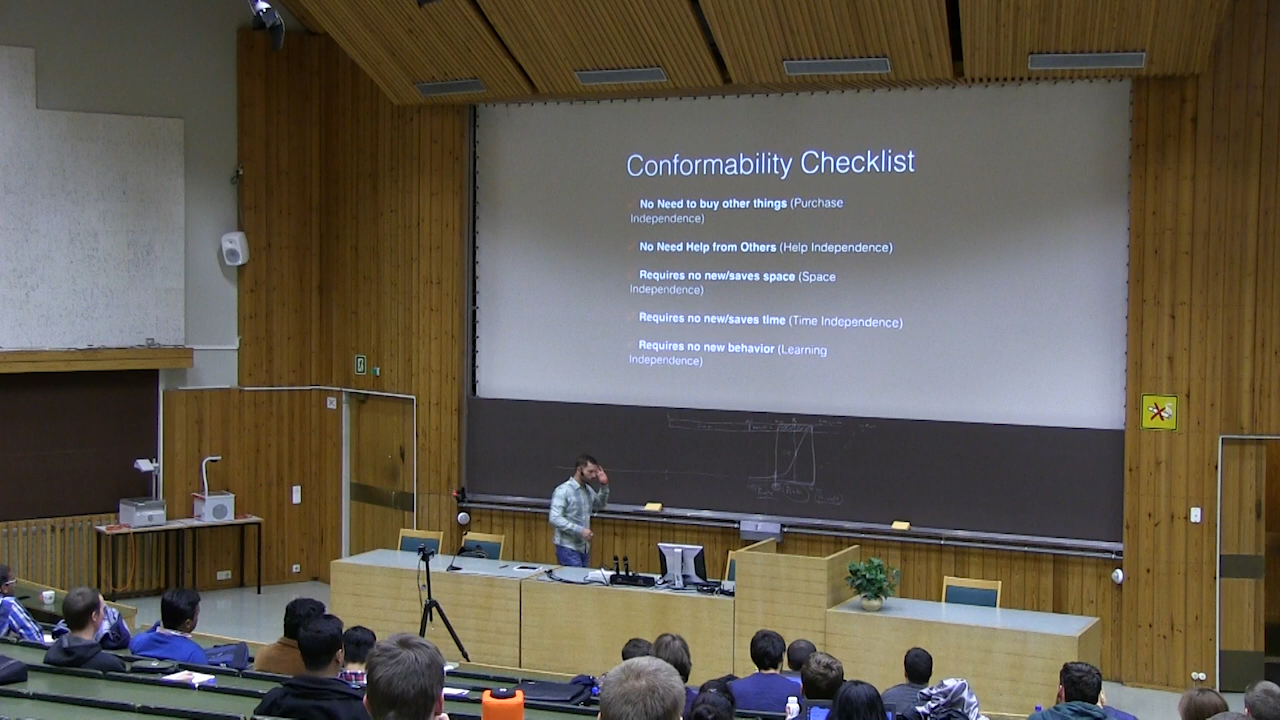 Conformability Checklist
No Need to buy other things (Purchase
Independence)
No Need Help from Others (Help Independence)
Requires no new/saves space (Space
Independence)
Requires no new/saves time (Time Independence)
Requires no new behavior (Learning
Independence)